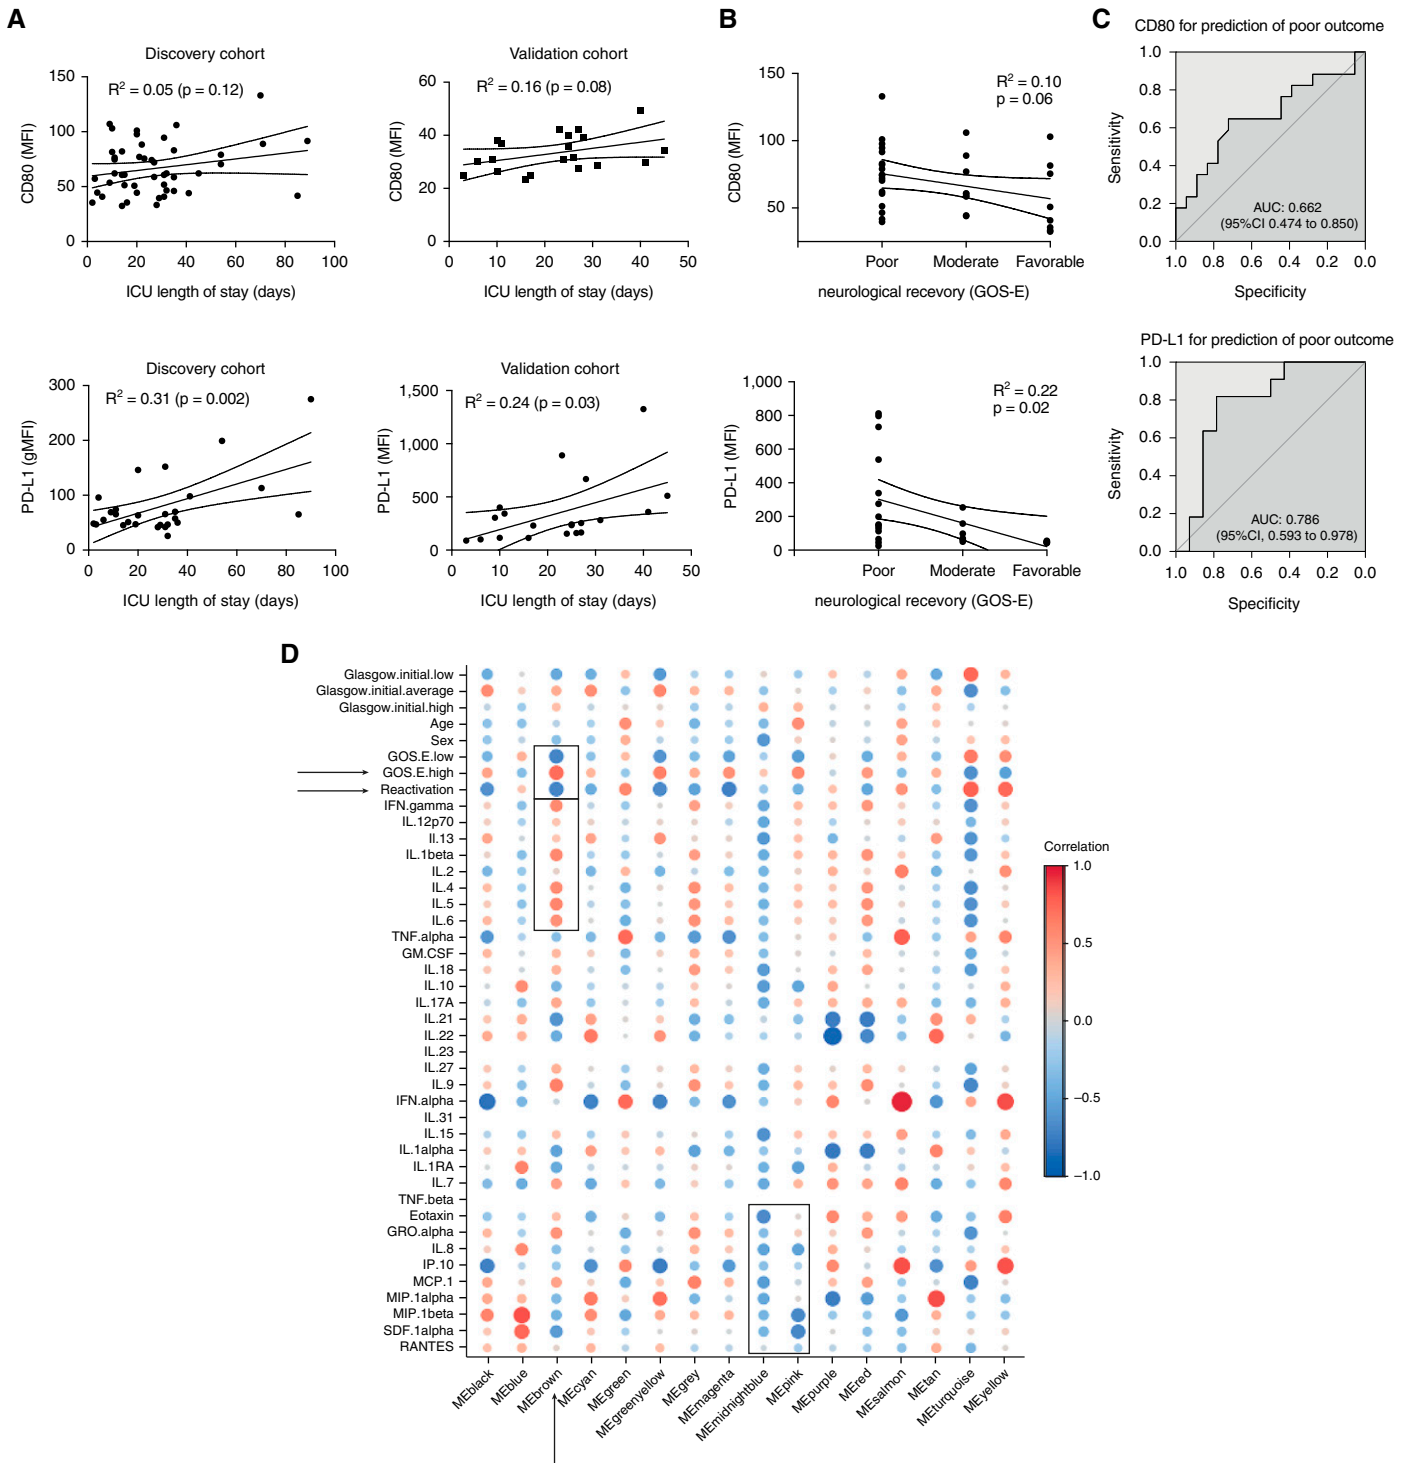 A
Discovery cohort
R² = 0.05 (p = 0.12)
CD80 (MFI)
150
100
50
0
0 20 40 60 80 100
ICU length of stay (days)
Validation cohort
R² = 0.16 (p = 0.08)
CD80 (MFI)
60
40
20
0
0 10 20 30 40 50
ICU length of stay (days)
B
R² = 0.10
p = 0.06
CD80 (MFI)
150
100
50
Poor Moderate Favorable
neurological recevory (GOS-E)
C
CD80 for prediction of poor outcome
Sensitivity
1.0
0.8
0.6
0.4
0.2
0.0
AUC: 0.662
(95%CI 0.474 to 0.850)
1.0 0.8 0.6 0.4 0.2 0.0
Specificity
Discovery cohort
R² = 0.31 (p = 0.002)
PD-L1 (gMFI)
300
200
100
0
0 20 40 60 80 100
ICU length of stay (days)
Validation cohort
R² = 0.24 (p = 0.03)
PD-L1 (MFI)
1,500
1,000
500
0
0 10 20 30 40 50
ICU length of stay (days)
R² = 0.22
p = 0.02
PD-L1 (MFI)
1,000
800
600
400
200
0
Poor Moderate Favorable
neurological recevory (GOS-E)
PD-L1 for prediction of poor outcome
Sensitivity
1.0
0.8
0.6
0.4
0.2
0.0
AUC: 0.786
(95%CI, 0.593 to 0.978)
1.0 0.8 0.6 0.4 0.2 0.0
Specificity
D
Glasgow.initial.low
Glasgow.initial.average
Glasgow.initial.high
Age
Sex
GOS.E.low
GOS.E.high
Reactivation
IFN.gamma
IL.12p70
Il.13
IL.1beta
IL.2
IL.4
IL.5
IL.6
TNF.alpha
GM.CSF
IL.18
IL.10
IL.17A
IL.21
IL.22
IL.23
IL.27
IL.9
IFN.alpha
IL.31
IL.15
IL.1alpha
IL.1RA
IL.7
TNF.beta
Eotaxin
GRO.alpha
IL.8
IP.10
MCP.1
MIP.1alpha
MIP.1beta
SDF.1alpha
RANTES
MEblack
MEblue
MEbrown
MEcyan
MEgreen
MEgreenyellow
MEgrey
MEmagenta
MEmidnightblue
MEpink
MEpurple
MEred
MEsalmon
MEtan
MEturquoise
MEyellow
Correlation
1.0
0.5
0.0
−0.5
−1.0